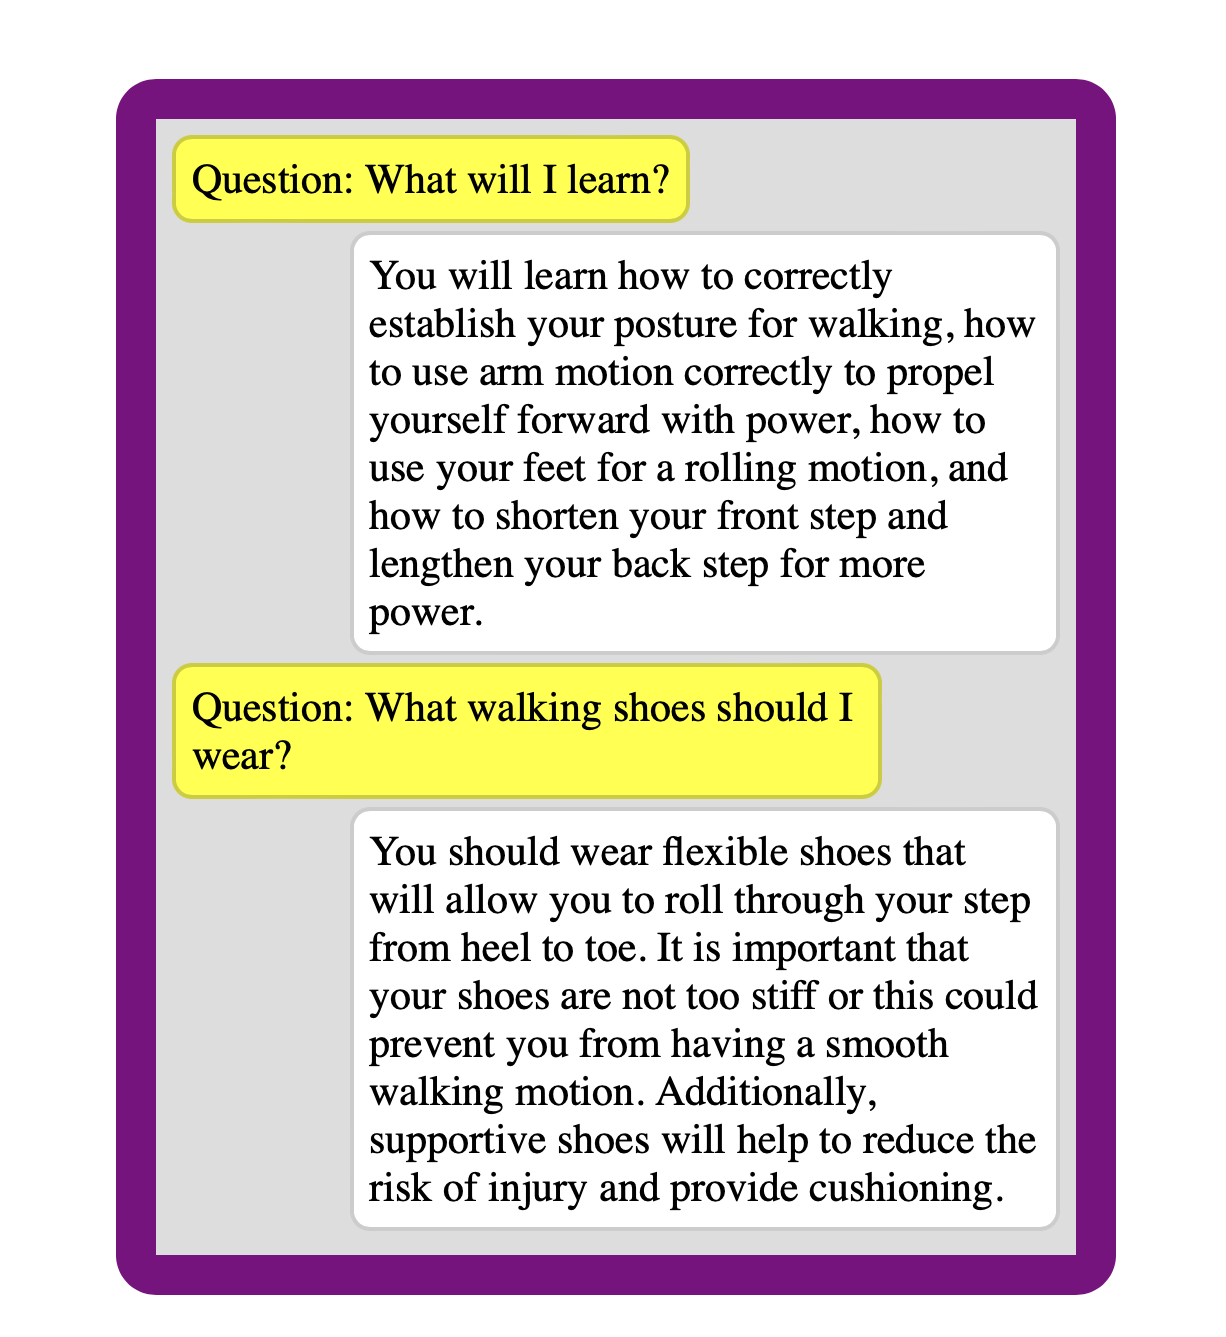 Question: What will I learn?
You will learn how to correctly
establish your posture for walking, how
to use arm motion correctly to propel
yourself forward with power, how to
use your feet for a rolling motion, and
how to shorten your front step and
lengthen your back step for more
power.
Question: What walking shoes should I
wear?
You should wear flexible shoes that
will allow you to roll through your step
from heel to toe. It is important that
your shoes are not too stiff or this could
prevent you from having a smooth
walking motion. Additionally,
supportive shoes will help to reduce the
risk of injury and provide cushioning.